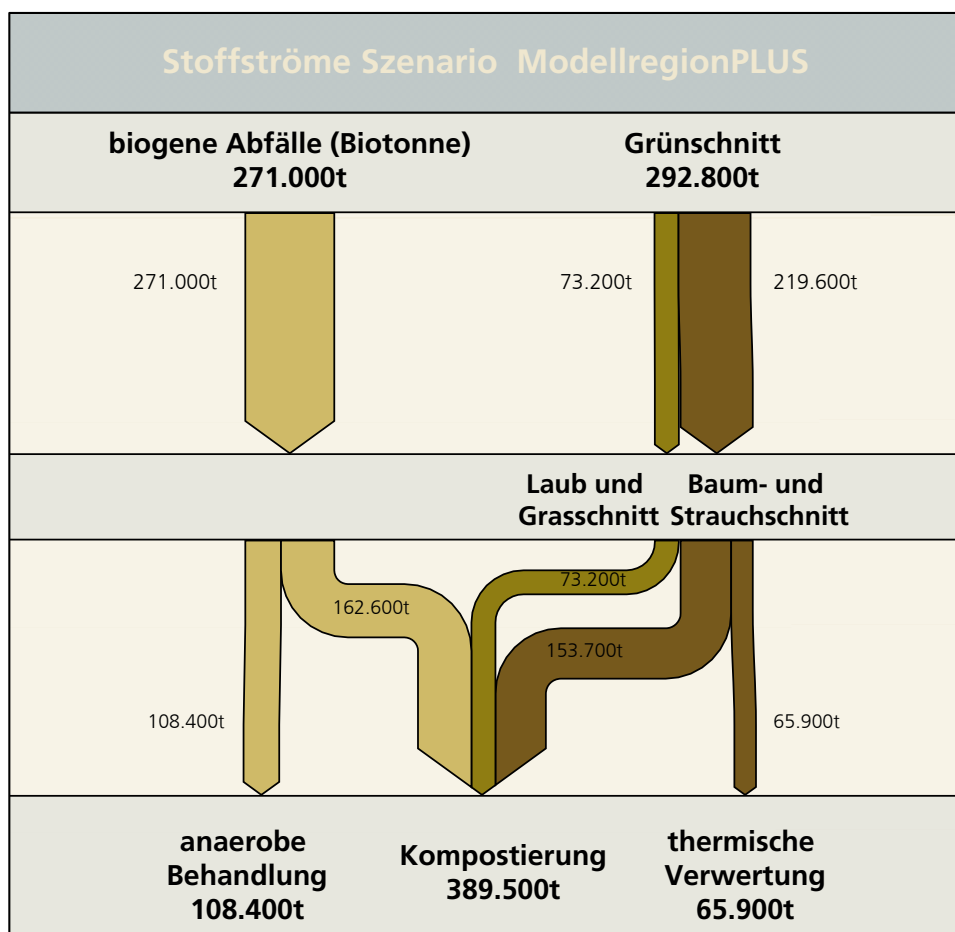 Stoffströme Szenario ModellregionPLUS
biogene Abfälle (Biotonne)
271.000t
Grünschnitt
292.800t
271.000t
73.200t
219.600t
Laub und
Grasschnitt
Baum- und
Strauchschnitt
73.200t
162.600t
153.700t
108.400t
65.900t
anaerobe
Behandlung
108.400t
Kompostierung
389.500t
thermische
Verwertung
65.900t